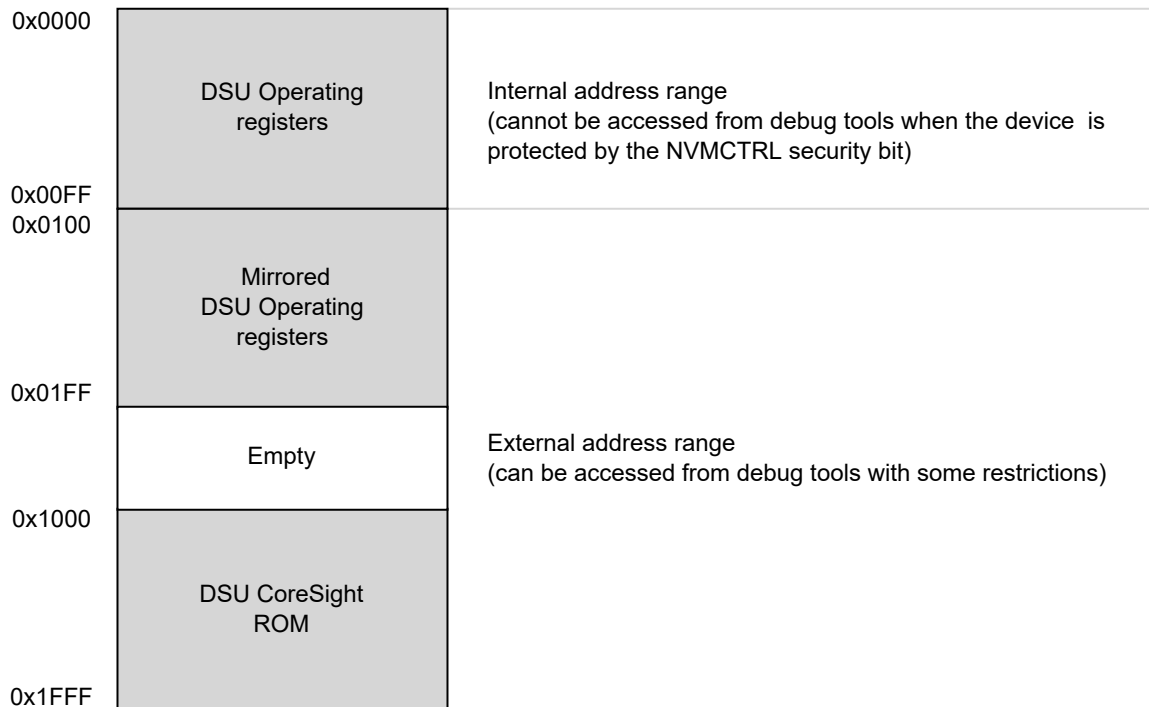 0x0000
DSU Operating
registers
Internal address range
(cannot be accessed from debug tools when the device is
protected by the NVMCTRL security bit)
0x00FF
0x0100
Mirrored
DSU Operating
registers
0x01FF
Empty
External address range
(can be accessed from debug tools with some restrictions)
0x1000
DSU CoreSight
ROM
0x1FFF